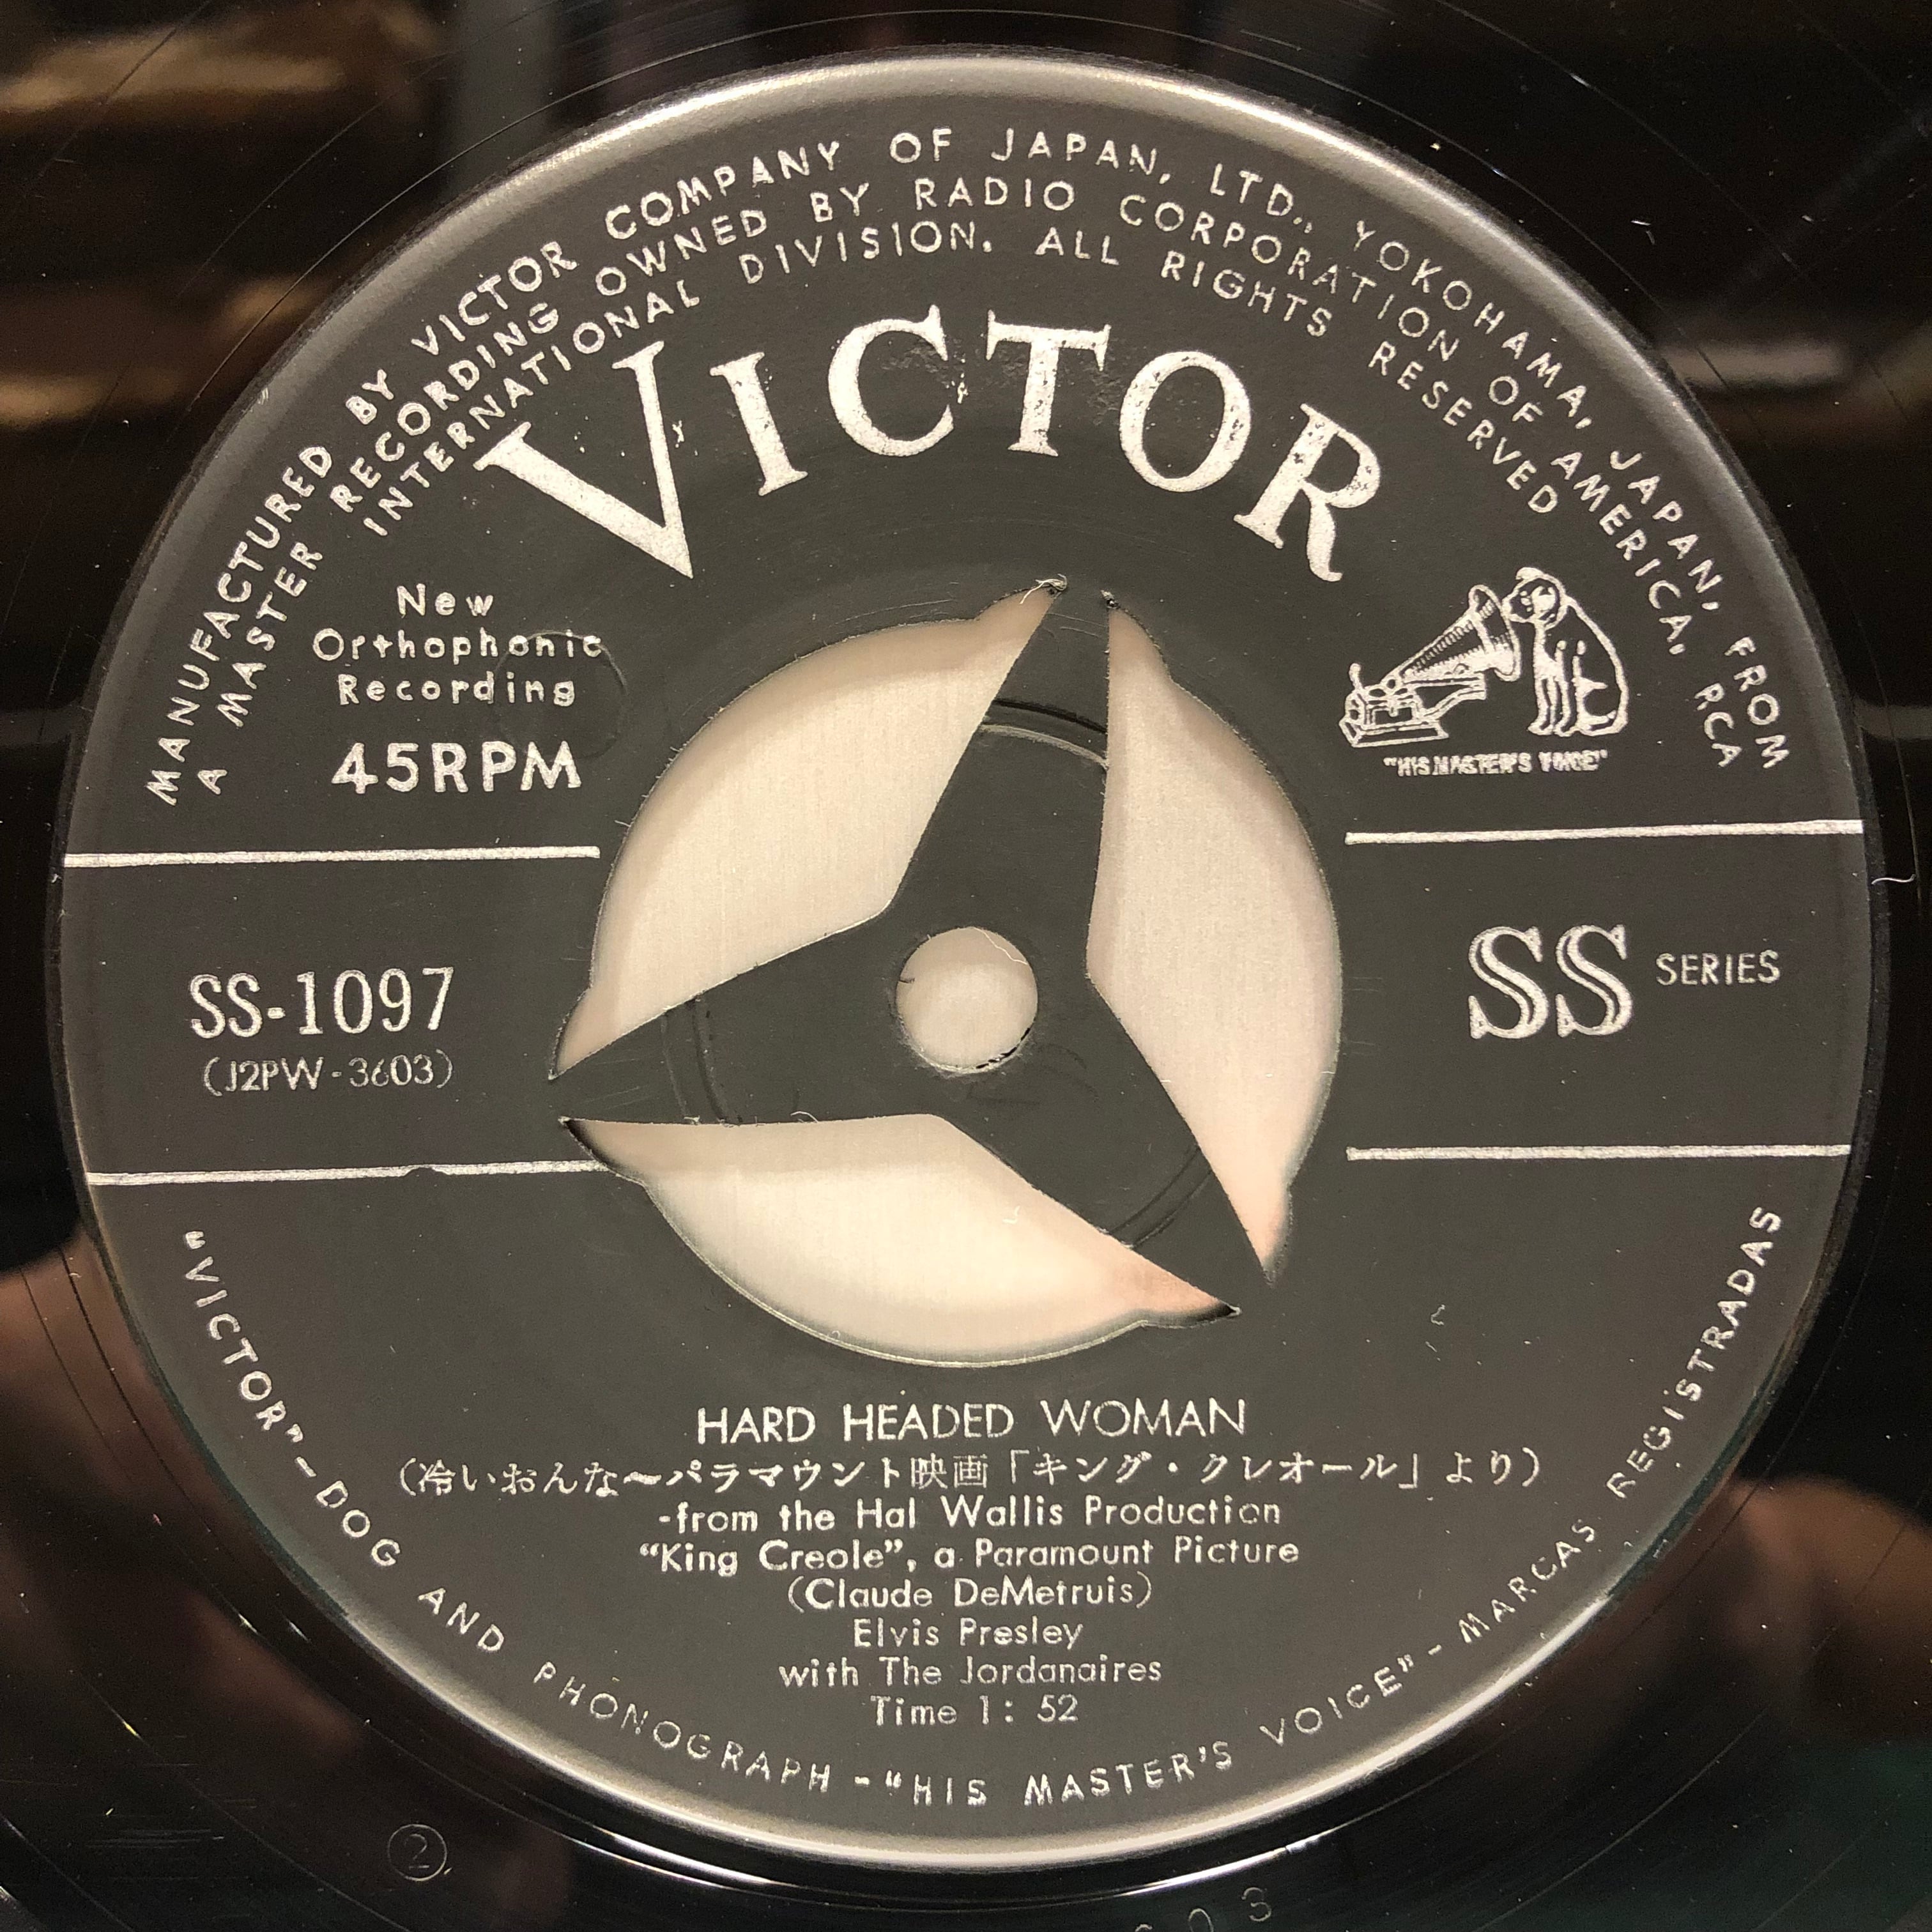 MANUFACTURED BY VICTOR COMPANY OF JAPAN, LTD., YOKOHAMA, JAPAN, FROM
A MASTER RECORDING OWNED BY RADIO CORPORATION OF AMERICA, RCA
INTERNATIONAL DIVISION. ALL RIGHTS RESERVED
VICTOR
New
Orthophonic
Recording
45RPM
"HIS MASTER'S VOICE"
SS-1097
(J2PW-3603)
SS SERIES
HARD HEADED WOMAN
(冷いおんな〜パラマウント映画「キング・クレオール」より)
-from the Hal Wallis Production
"King Creole", a Paramount Picture
(Claude DeMetruis)
Elvis Presley
with The Jordanaires
Time 1: 52
"VICTOR"-DOG AND PHONOGRAPH-"HIS MASTER'S VOICE"-MARCAS REGISTRADAS
②